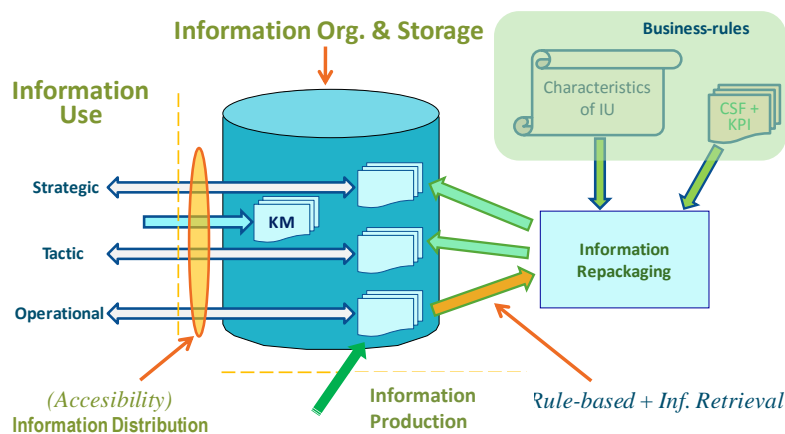 Information Org. & Storage
Business-rules
Characteristics
of IU
CSF +
KPI
Information
Use
Strategic
KM
Tactic
Operational
Information
Repackaging
(Accesibility)
Information Distribution
Information
Production
Rule-based + Inf. Retrieval